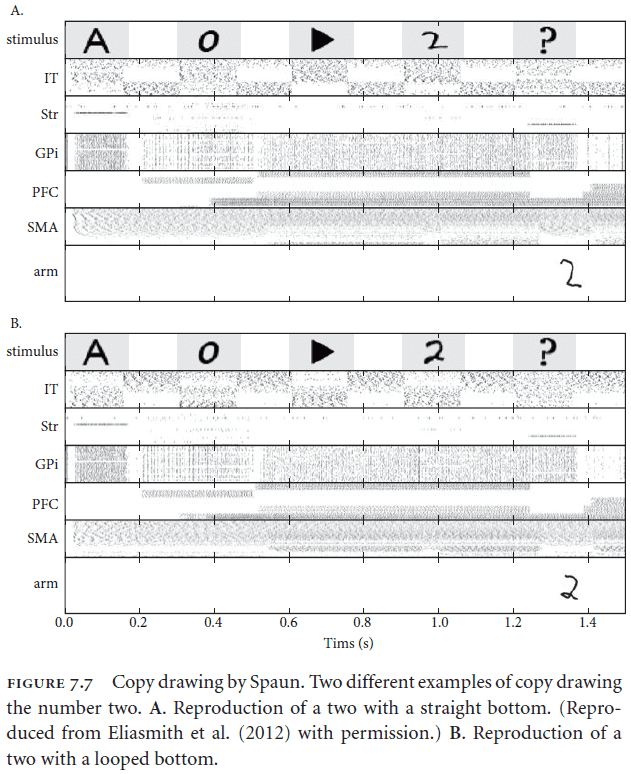 A.
stimulus A 0 ▶ 2 ?
IT
Str
GPi
PFC
SMA
arm 2
B.
stimulus A 0 ▶ 2 ?
IT
Str
GPi
PFC
SMA
arm 2
0.0 0.2 0.4 0.6 0.8 1.0 1.2 1.4
Tims (s)
FIGURE 7.7 Copy drawing by Spaun. Two different examples of copy drawing
the number two. A. Reproduction of a two with a straight bottom. (Repro-
duced from Eliasmith et al. (2012) with permission.) B. Reproduction of a
two with a looped bottom.